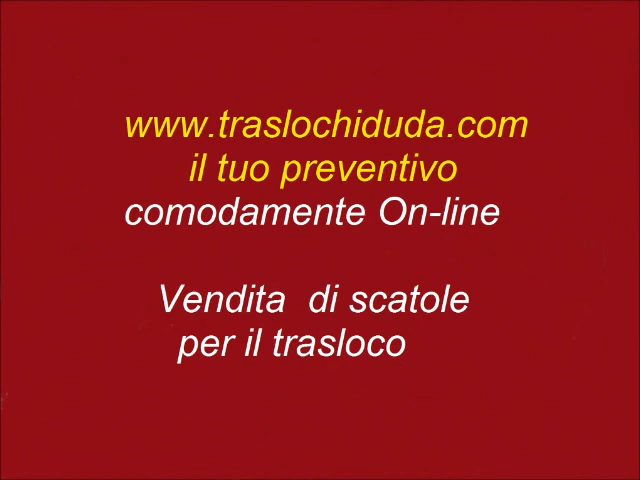 www.traslochiduda.com
il tuo preventivo
comodamente On-line
Vendita di scatole
per il trasloco